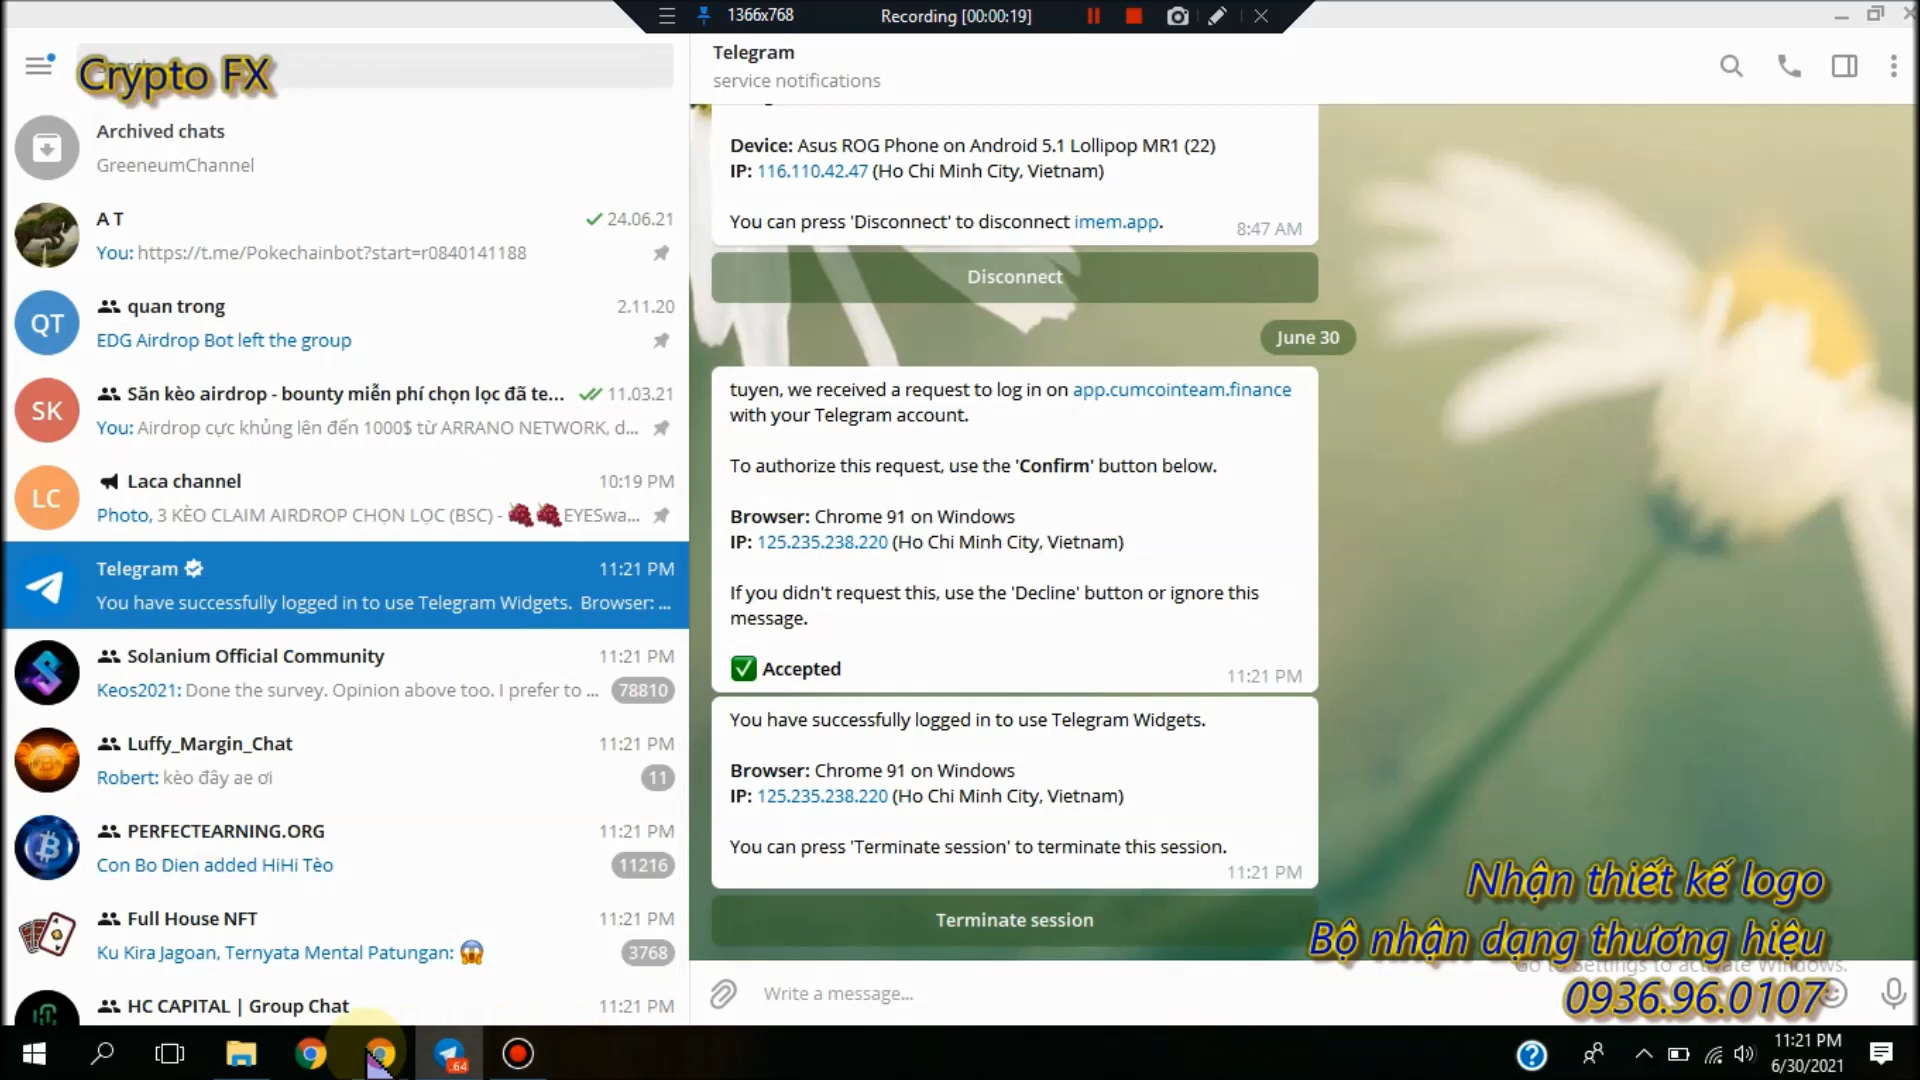 1366x768
Recording [00:00:19]
Crypto FX
Telegram
service notifications
Archived chats
GreeneumChannel
A T
24.06.21
You: https://t.me/Pokechainbot?start=r0840141188
QT
quan trong
2.11.20
EDG Airdrop Bot left the group
SK
Săn kèo airdrop - bounty miễn phí chọn lọc đã te...
11.03.21
You: Airdrop cực khủng lên đến 1000$ từ ARRANO NETWORK, d...
LC
Laca channel
10:19 PM
Photo, 3 KÈO CLAIM AIRDROP CHỌN LỌC (BSC) - EYESwa...
Telegram
11:21 PM
You have successfully logged in to use Telegram Widgets. Browser: ...
Solanium Official Community
11:21 PM
Keos2021: Done the survey. Opinion above too. I prefer to ...
78810
Luffy_Margin_Chat
11:21 PM
Robert: kèo đây ae ơi
11
PERFECTEARNING.ORG
11:21 PM
Con Bo Dien added HiHi Tèo
11216
Full House NFT
11:21 PM
Ku Kira Jagoan, Ternyata Mental Patungan:
3768
HC CAPITAL | Group Chat
11:21 PM
Device: Asus ROG Phone on Android 5.1 Lollipop MR1 (22)
IP: 116.110.42.47 (Ho Chi Minh City, Vietnam)
You can press 'Disconnect' to disconnect imem.app.
8:47 AM
Disconnect
June 30
tuyen, we received a request to log in on app.cumcointeam.finance
with your Telegram account.
To authorize this request, use the 'Confirm' button below.
Browser: Chrome 91 on Windows
IP: 125.235.238.220 (Ho Chi Minh City, Vietnam)
If you didn't request this, use the 'Decline' button or ignore this
message.
Accepted
11:21 PM
You have successfully logged in to use Telegram Widgets.
Browser: Chrome 91 on Windows
IP: 125.235.238.220 (Ho Chi Minh City, Vietnam)
You can press 'Terminate session' to terminate this session.
11:21 PM
Terminate session
Write a message...
Nhận thiết kế logo
Bộ nhận dạng thương hiệu
Go to Settings to activate Windows.
0936.96.0107
.64
11:21 PM
6/30/2021